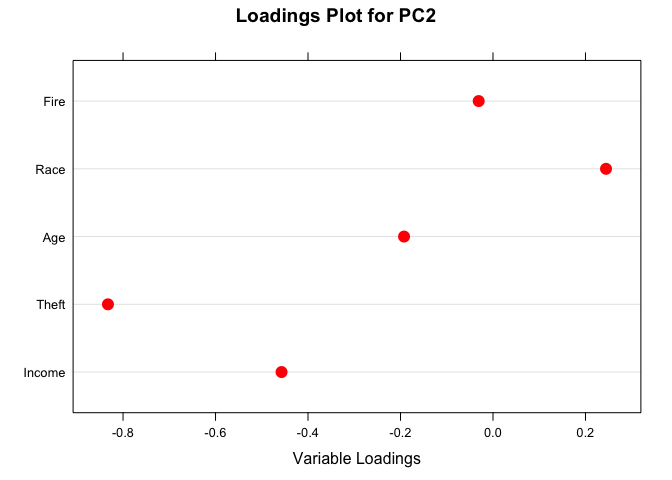 Loadings Plot for PC2
Fire
Race
Age
Theft
Income
-0.8 -0.6 -0.4 -0.2 0.0 0.2
Variable Loadings